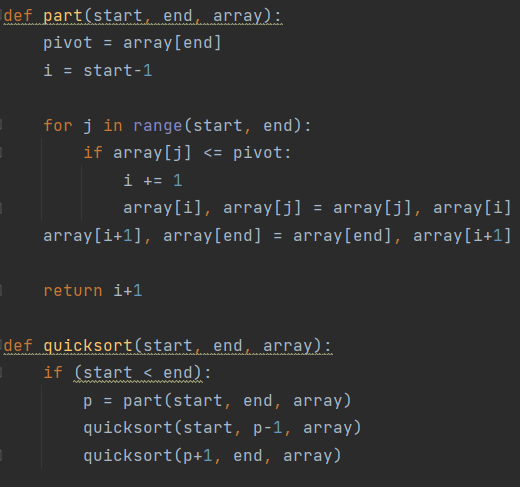 def part(start, end, array):
    pivot = array[end]
    i = start-1

    for j in range(start, end):
        if array[j] <= pivot:
            i += 1
            array[i], array[j] = array[j], array[i]
    array[i+1], array[end] = array[end], array[i+1]

    return i+1

def quicksort(start, end, array):
    if (start < end):
        p = part(start, end, array)
        quicksort(start, p-1, array)
        quicksort(p+1, end, array)